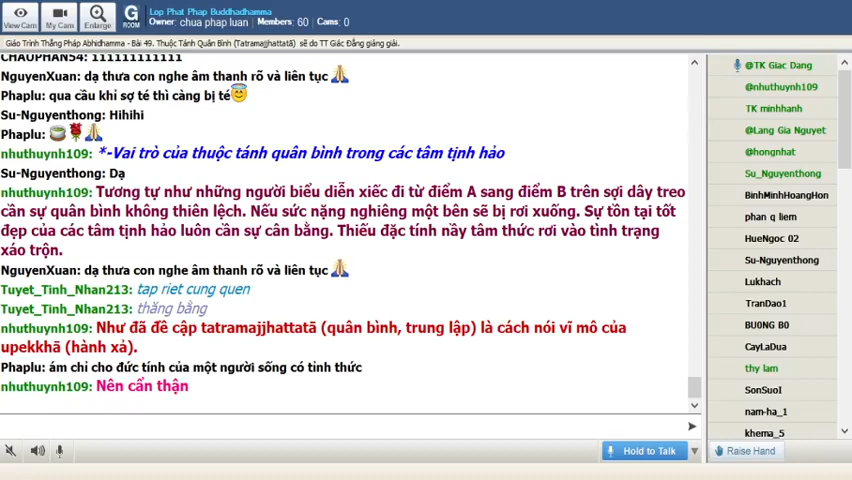 View Cam
My Cam
Enlarge
G
ROOM
Lop Phat Phap Buddhadhamma
Owner: chua phap luan / Members: 60 / Cams: 0
Giáo Trình Thắng Pháp Abhidhamma - Bài 49. Thuộc Tánh Quân Bình (Tatramajjhattatā) sẽ do TT Giác Đẳng giảng giải.
CHAUPHAN54: 111111111111
NguyenXuan: dạ thưa con nghe âm thanh rõ và liên tục
Phaplu: qua cầu khỉ sợ té thì càng bị té
Su-Nguyenthong: Hihihi
Phaplu:
nhuthuynh109: *-Vai trò của thuộc tánh quân bình trong các tâm tịnh hảo
Su-Nguyenthong: Dạ
nhuthuynh109: Tương tự như những người biểu diễn xiếc đi từ điểm A sang điểm B trên sợi dây treo
cần sự quân bình không thiên lệch. Nếu sức nặng nghiêng một bên sẽ bị rơi xuống. Sự tồn tại tốt
đẹp của các tâm tịnh hảo luôn cần sự cân bằng. Thiếu đặc tính nầy tâm thức rơi vào tình trạng
xáo trộn.
NguyenXuan: dạ thưa con nghe âm thanh rõ và liên tục
Tuyet_Tinh_Nhan213: tap riet cung quen
Tuyet_Tinh_Nhan213: thăng bằng
nhuthuynh109: Như đã đề cập tatramajjhattatā (quân bình, trung lập) là cách nói vĩ mô của
upekkhā (hành xả).
Phaplu: ám chỉ cho đức tính của một người sống có tỉnh thức
nhuthuynh109: Nên cẩn thận
@TK Giac Dang
@nhuthuynh109
TK minhhanh
@Lang Gia Nguyet
@hongnhat
Su_Nguyenthong
BinhMinhHoangHon
phan q liem
HueNgoc 02
Su-Nguyenthong
Lukhach
TranDao1
BU0NG B0
CayLaDua
thy lam
SonSuoI
nam-ha_1
khema_5
Hold to Talk
Raise Hand